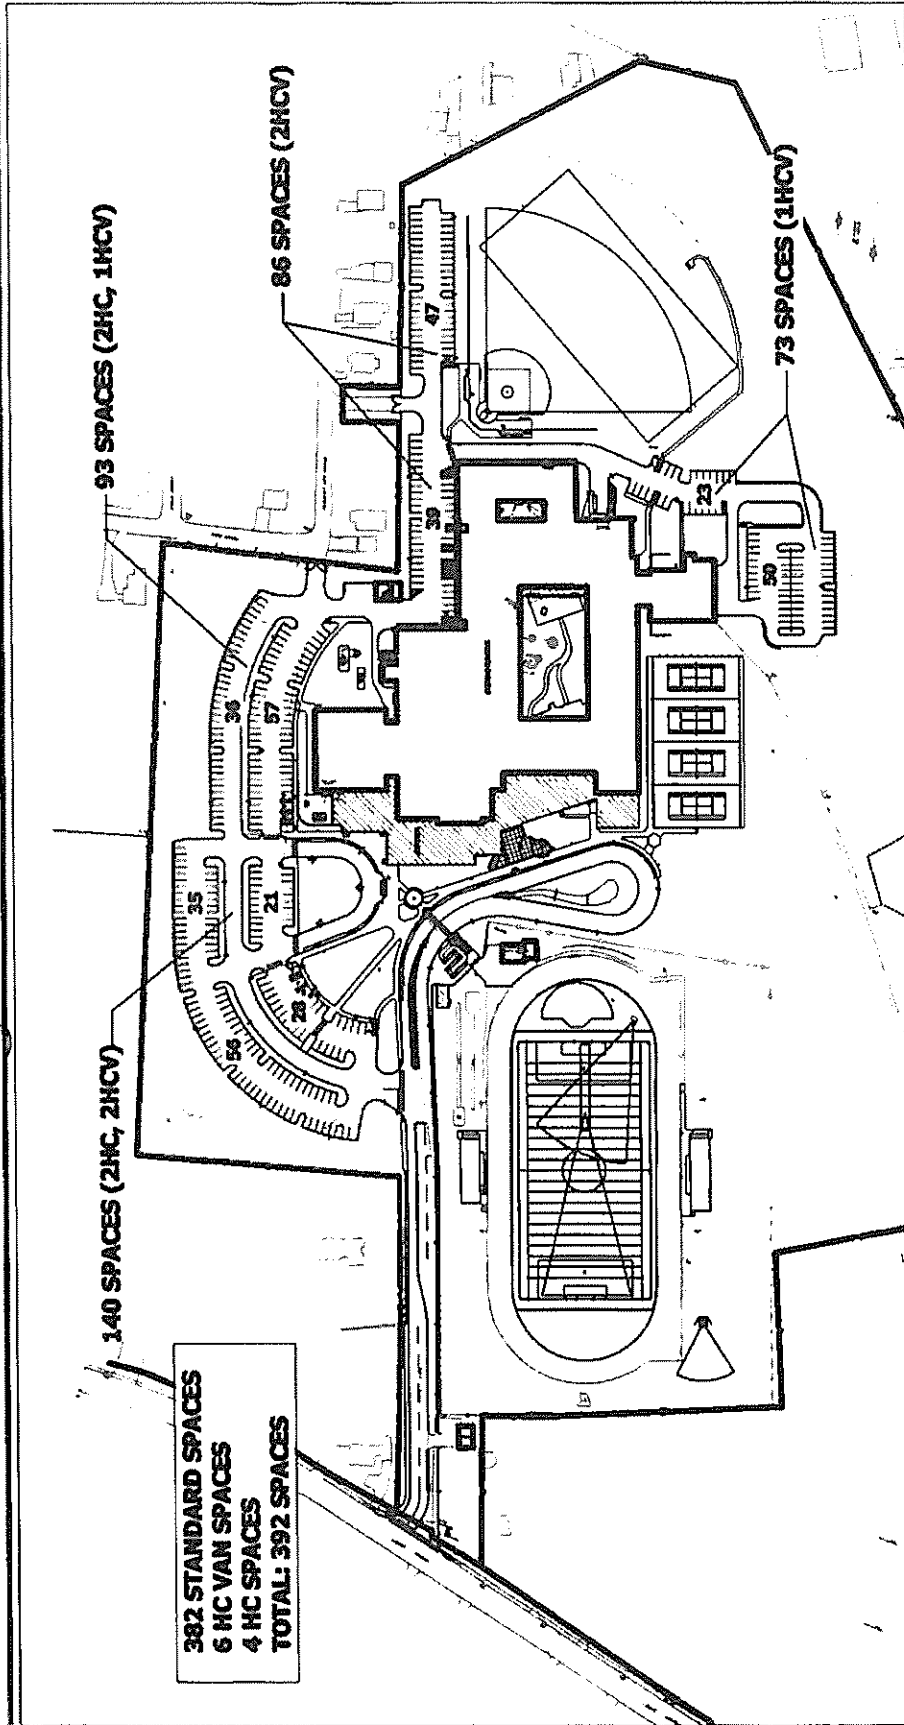 382 STANDARD SPACES
6 HC VAN SPACES
4 HC SPACES
TOTAL: 392 SPACES
140 SPACES (2HC, 2HCV)
93 SPACES (2HC, 1HCV)
86 SPACES (2HCV)
73 SPACES (1HCV)
56
35
28
21
36
57
39
47
23
50